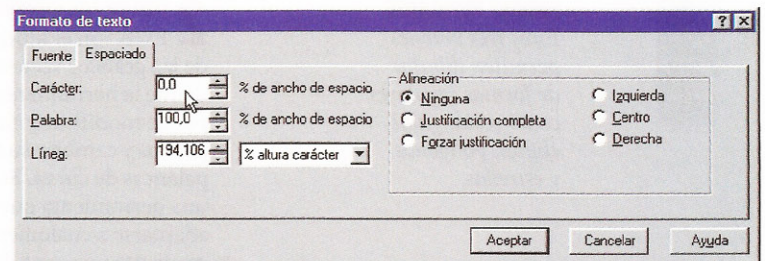 Formato de texto
Fuente Espaciado
Carácter: 0,0 % de ancho de espacio
Palabra: 100,0 % de ancho de espacio
Línea: 194,106 % altura carácter
Alineación
Ninguna Izquierda
Justificación completa Centro
Forzar justificación Derecha
Aceptar Cancelar Ayuda